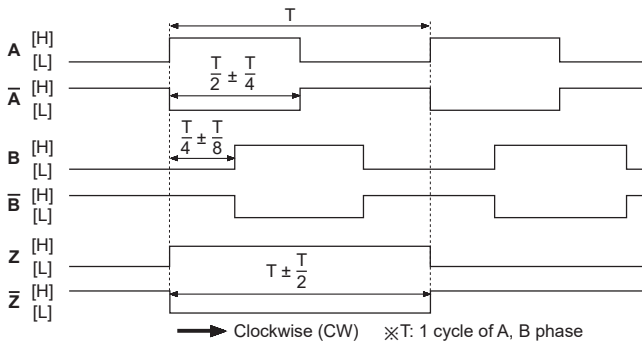 T
A [H]
[L]
A̅ [H]
[L]
T/2 ± T/4
T/4 ± T/8
B [H]
[L]
B̅ [H]
[L]
Z [H]
[L]
Z̅ [H]
[L]
T ± T/2
Clockwise (CW) ※T: 1 cycle of A, B phase